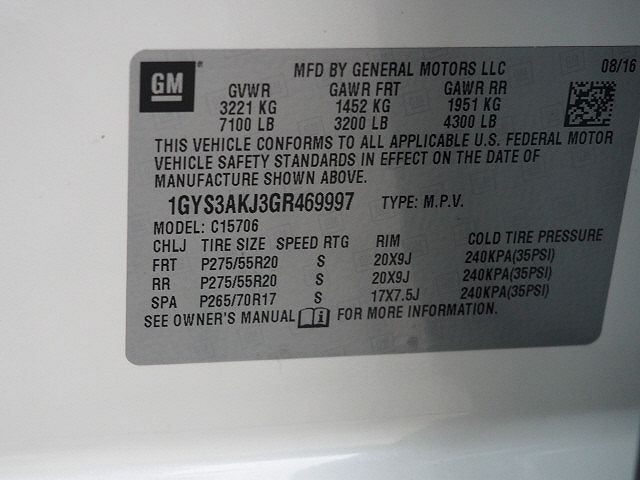 GM ® MFD BY GENERAL MOTORS LLC 08/16
GVWR GAWR FRT GAWR RR
3221 KG 1452 KG 1951 KG
7100 LB 3200 LB 4300 LB
THIS VEHICLE CONFORMS TO ALL APPLICABLE U.S. FEDERAL MOTOR
VEHICLE SAFETY STANDARDS IN EFFECT ON THE DATE OF
MANUFACTURE SHOWN ABOVE.
1GYS3AKJ3GR469997 TYPE: M.P.V.
MODEL: C15706
CHLJ TIRE SIZE SPEED RTG RIM COLD TIRE PRESSURE
FRT P275/55R20 S 20X9J 240KPA(35PSI)
RR P275/55R20 S 20X9J 240KPA(35PSI)
SPA P265/70R17 S 17X7.5J 240KPA(35PSI)
SEE OWNER'S MANUAL FOR MORE INFORMATION.